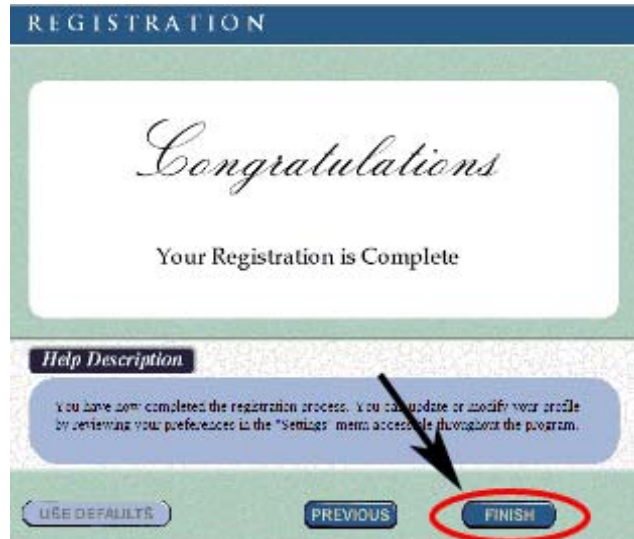 REGISTRATION
Congratulations
Your Registration is Complete
Help Description
You have now completed the registration process. You can update or modify your profile
by reviewing your preferences in the "Settings" menu accessible throughout the program.
USE DEFAULTS
PREVIOUS
FINISH